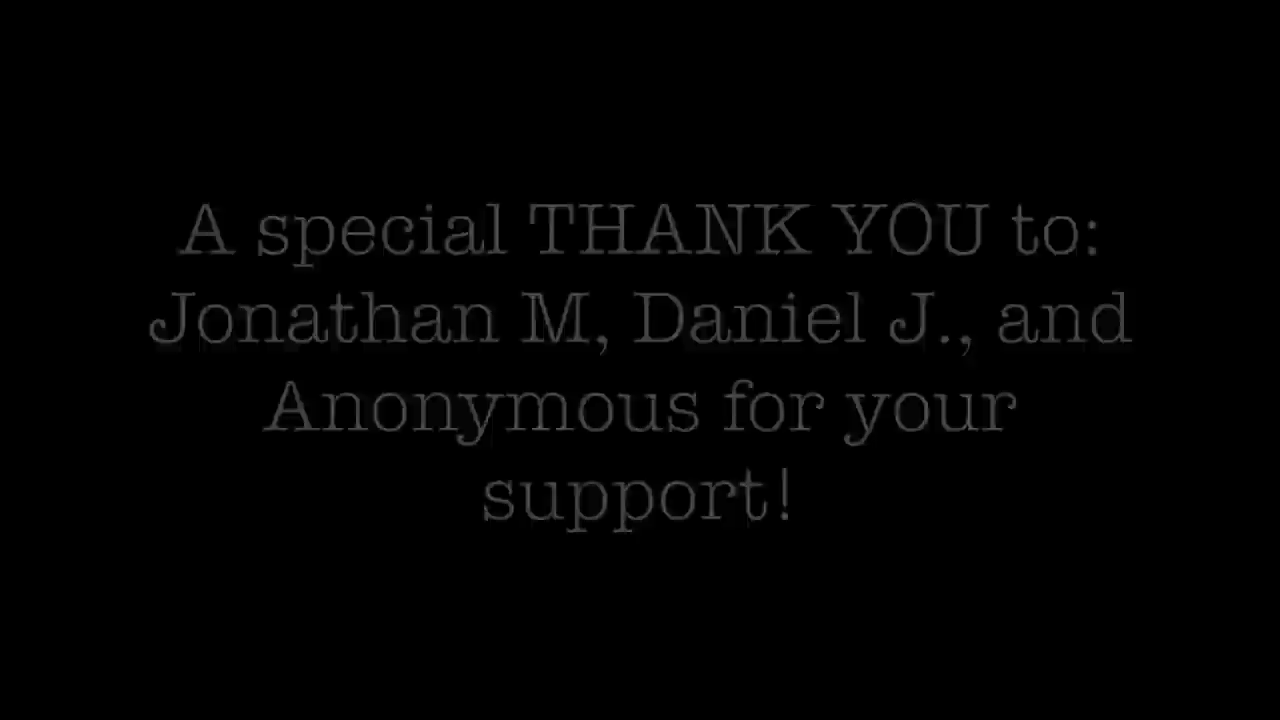 A special THANK YOU to:
Jonathan M, Daniel J., and
Anonymous for your
support!